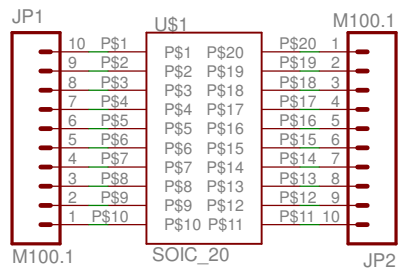 JP1
U$1
M100.1
10 P$1 P$1 P$20 P$20 1
9 P$2 P$2 P$19 P$19 2
8 P$3 P$3 P$18 P$18 3
7 P$4 P$4 P$17 P$17 4
6 P$5 P$5 P$16 P$16 5
5 P$6 P$6 P$15 P$15 6
4 P$7 P$7 P$14 P$14 7
3 P$8 P$8 P$13 P$13 8
2 P$9 P$9 P$12 P$12 9
1 P$10 P$10 P$11 P$11 10
M100.1
SOIC_20
JP2